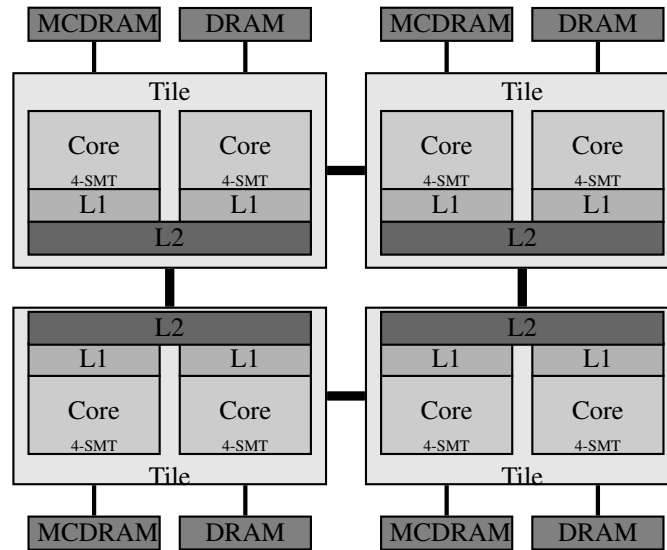 MCDRAM DRAM MCDRAM DRAM
Tile Tile
Core Core Core Core
4-SMT 4-SMT 4-SMT 4-SMT
L1 L1 L1 L1
L2 L2
L2 L2
L1 L1 L1 L1
Core Core Core Core
4-SMT 4-SMT 4-SMT 4-SMT
Tile Tile
MCDRAM DRAM MCDRAM DRAM